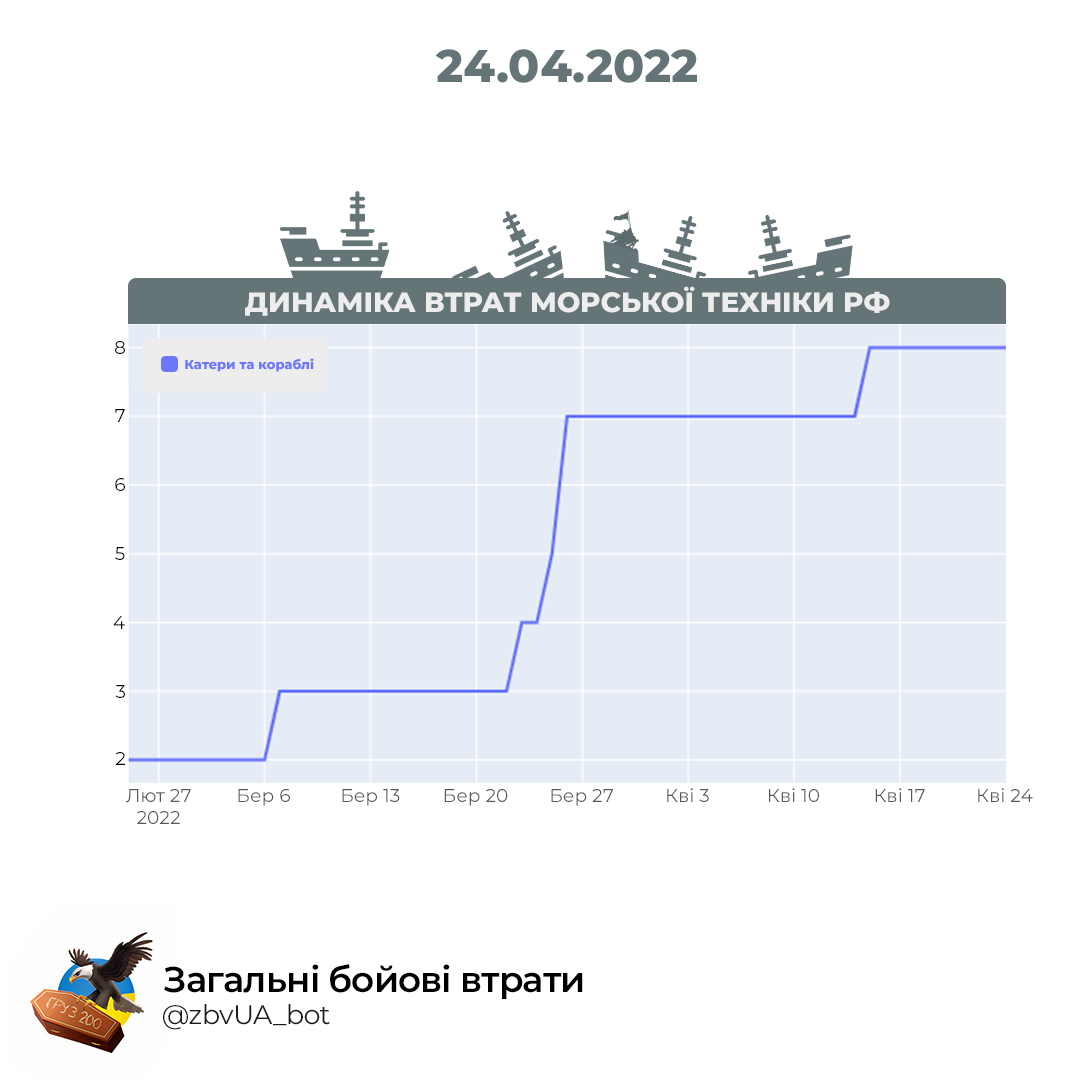 24.04.2022
ДИНАМІКА ВТРАТ МОРСЬКОЇ ТЕХНІКИ РФ
Катери та кораблі
8
7
6
5
4
3
2
Лют 27 Бер 6 Бер 13 Бер 20 Бер 27 Кві 3 Кві 10 Кві 17 Кві 24
2022
Загальні бойові втрати
@zbvUA_bot
ГРУЗ 200